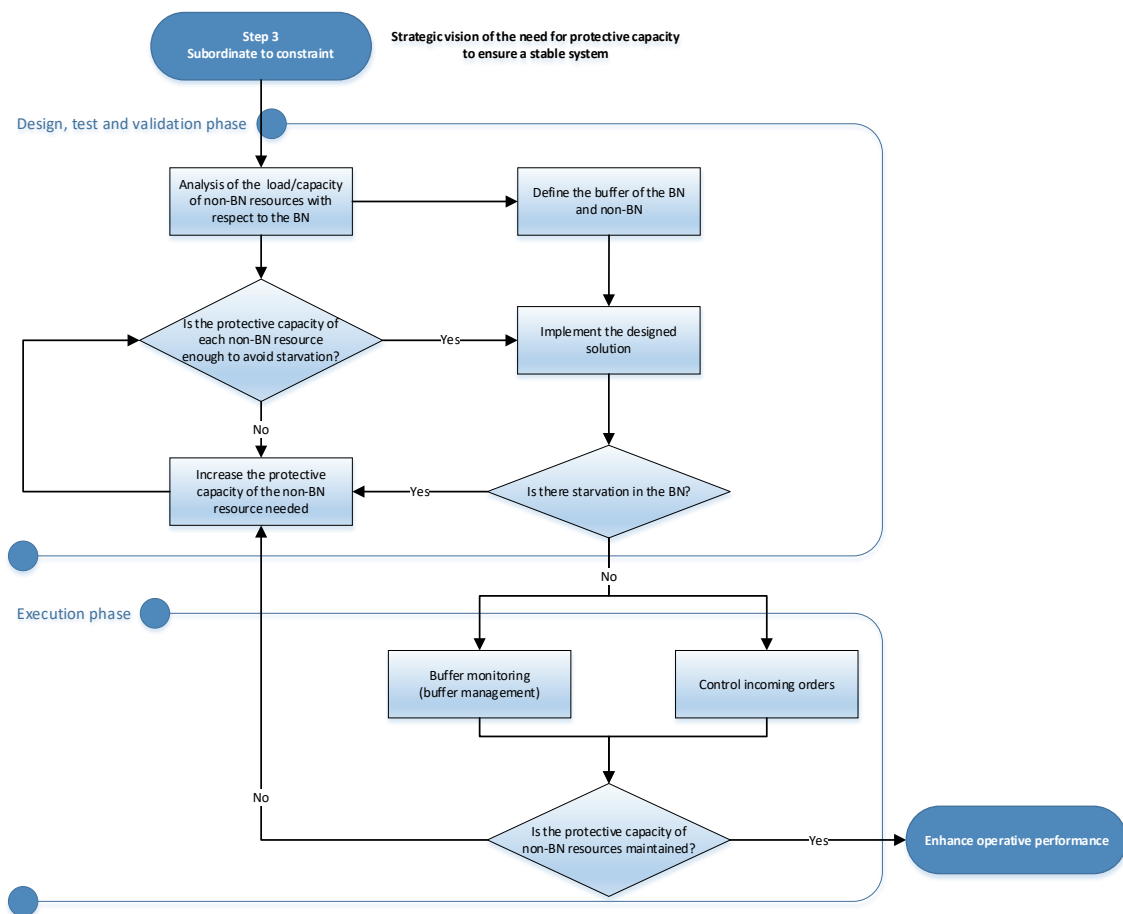 Step 3
Subordinate to constraint
Strategic vision of the need for protective capacity
to ensure a stable system
Design, test and validation phase
Analysis of the load/capacity
of non-BN resources with
respect to the BN
Define the buffer of the BN
and non-BN
Is the protective capacity of
each non-BN resource
enough to avoid starvation?
Yes
Implement the designed
solution
No
Increase the protective
capacity of the non-BN
resource needed
Yes
Is there starvation in the BN?
No
Execution phase
Buffer monitoring
(buffer management)
Control incoming orders
No
Is the protective capacity of
non-BN resources maintained?
Yes
Enhance operative performance